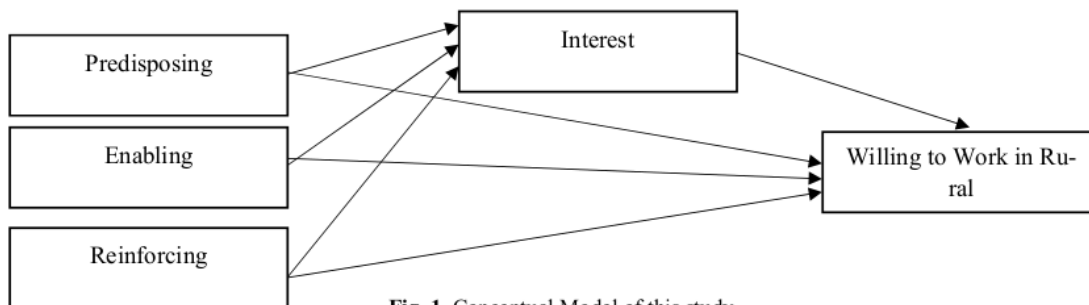 Predisposing
Interest
Enabling
Willing to Work in Ru-
ral
Reinforcing
Fig. 1. Conceptual Model of this study